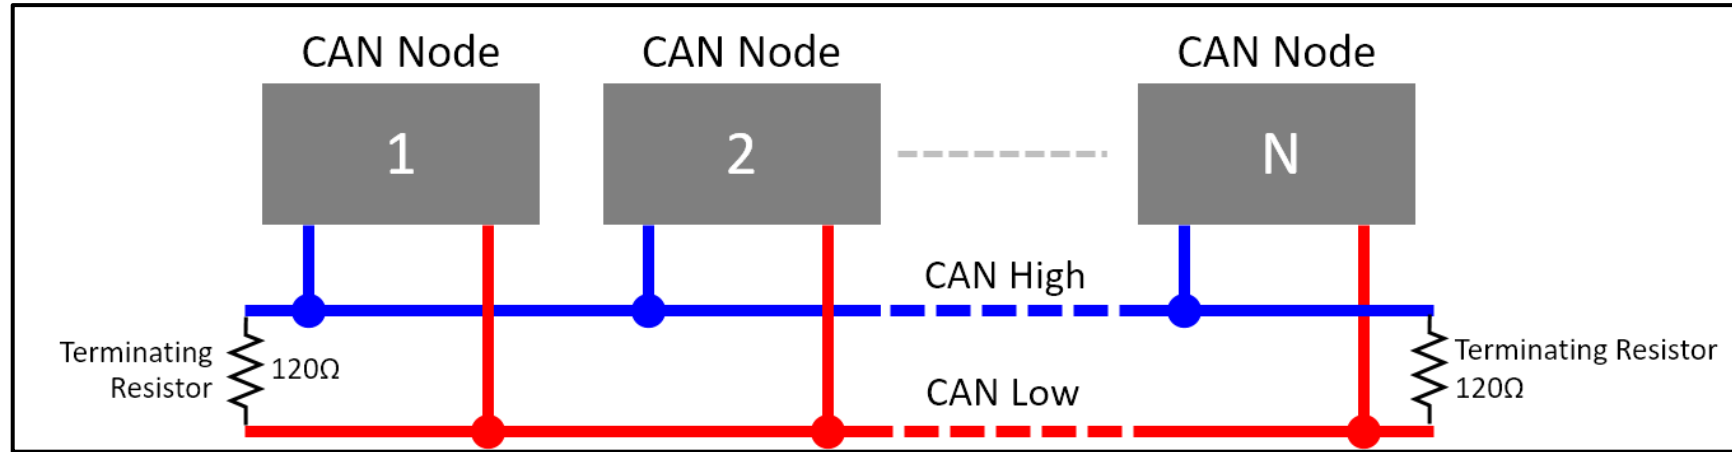 CAN Node
CAN Node
CAN Node
1
2
N
CAN High
Terminating
Resistor
120Ω
Terminating Resistor
120Ω
CAN Low